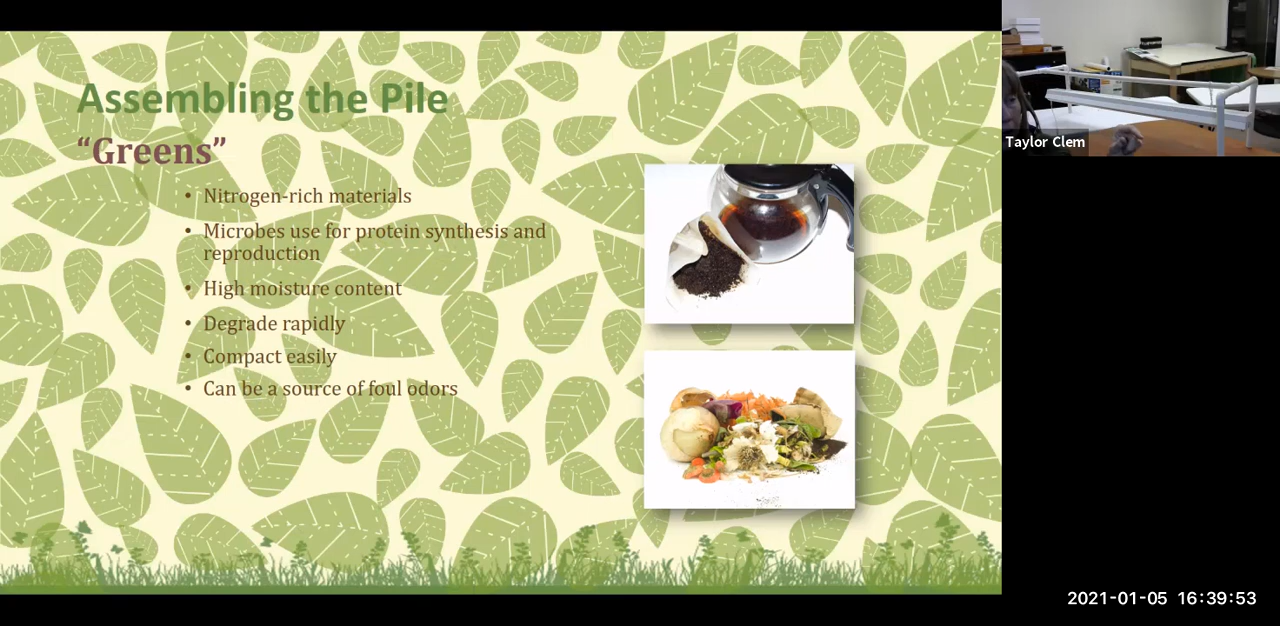 Assembling the Pile
“Greens”
• Nitrogen-rich materials
• Microbes use for protein synthesis and
reproduction
• High moisture content
• Degrade rapidly
• Compact easily
• Can be a source of foul odors
Taylor Clem
2021-01-05 16:39:53